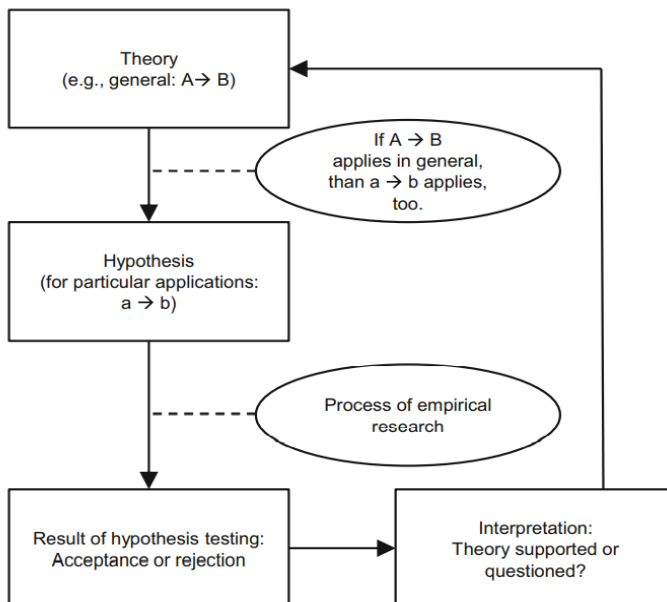 Theory
(e.g., general: A→ B)
If A → B
applies in general,
than a → b applies,
too.
Hypothesis
(for particular applications:
a → b)
Process of empirical
research
Result of hypothesis testing:
Acceptance or rejection
Interpretation:
Theory supported or
questioned?